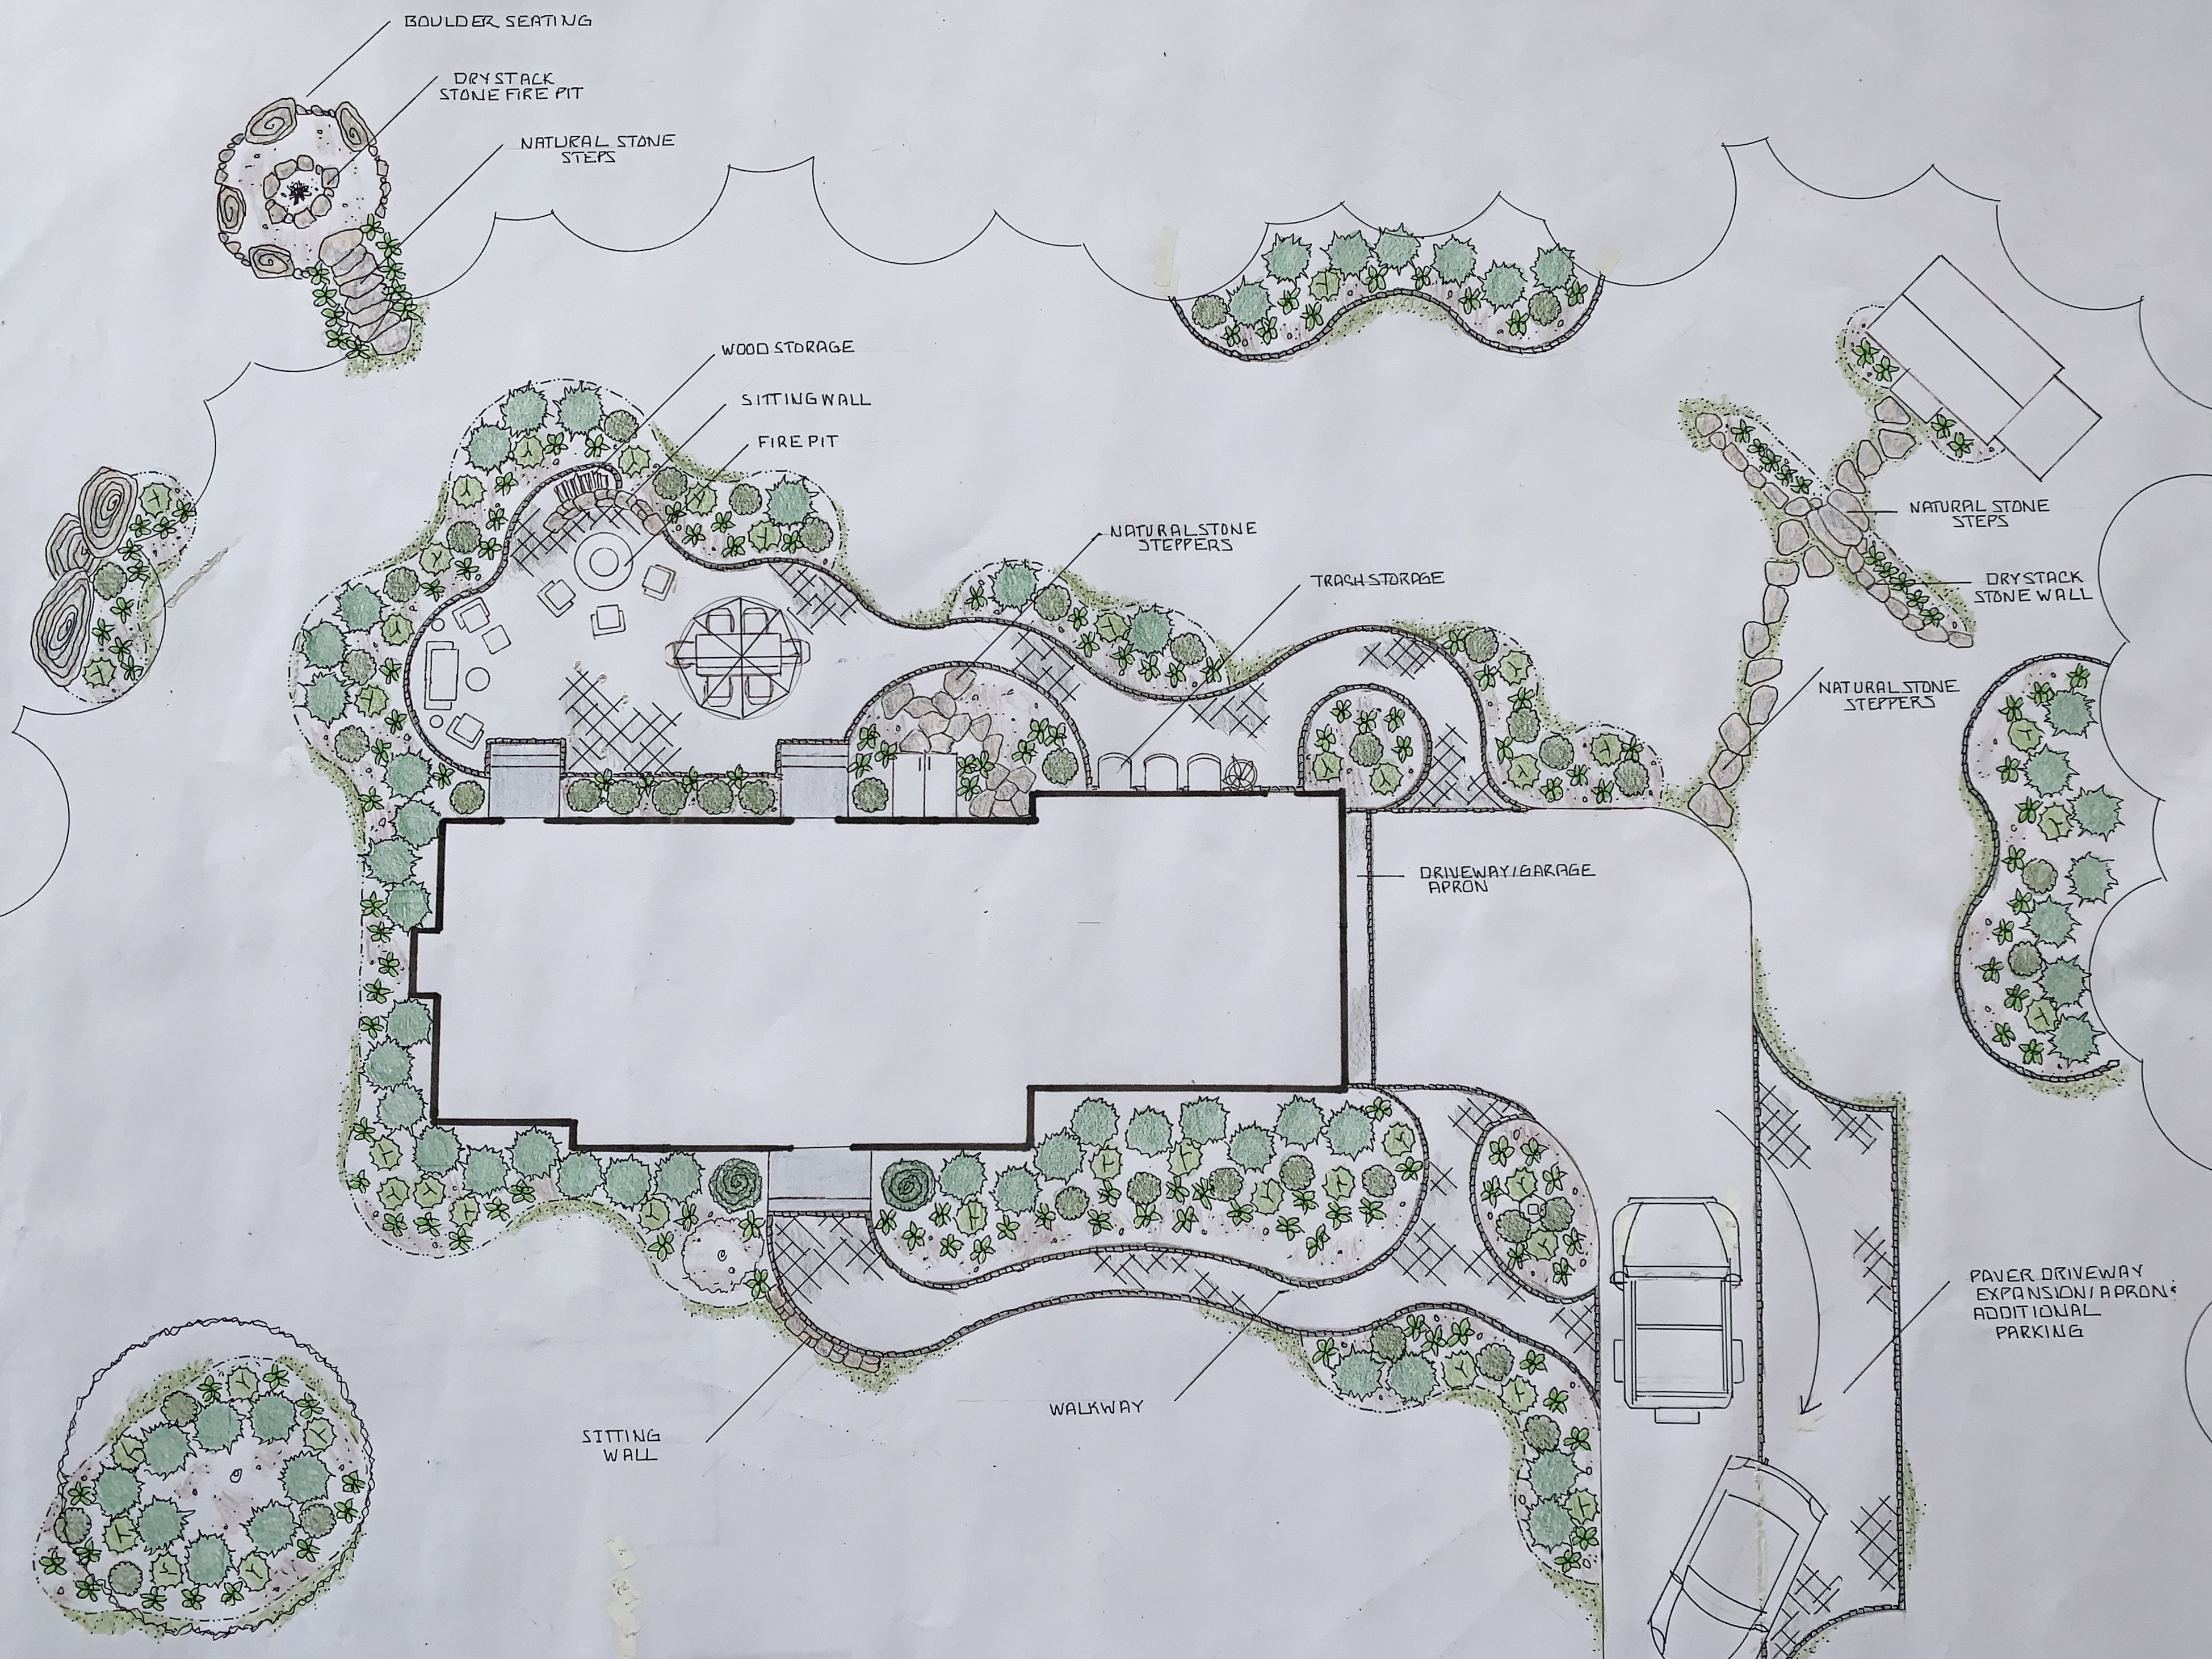 BOULDER SEATING
DRY STACK
STONE FIRE PIT
NATURAL STONE
STEPS
WOOD STORAGE
SITTING WALL
FIRE PIT
NATURAL STONE
STEPPERS
TRASH STORAGE
NATURAL STONE
STEPS
DRY STACK
STONE WALL
NATURAL STONE
STEPPERS
DRIVEWAY/GARAGE
APRON
PAVER DRIVEWAY
EXPANSION/APRON &
ADDITIONAL
PARKING
WALKWAY
SITTING
WALL